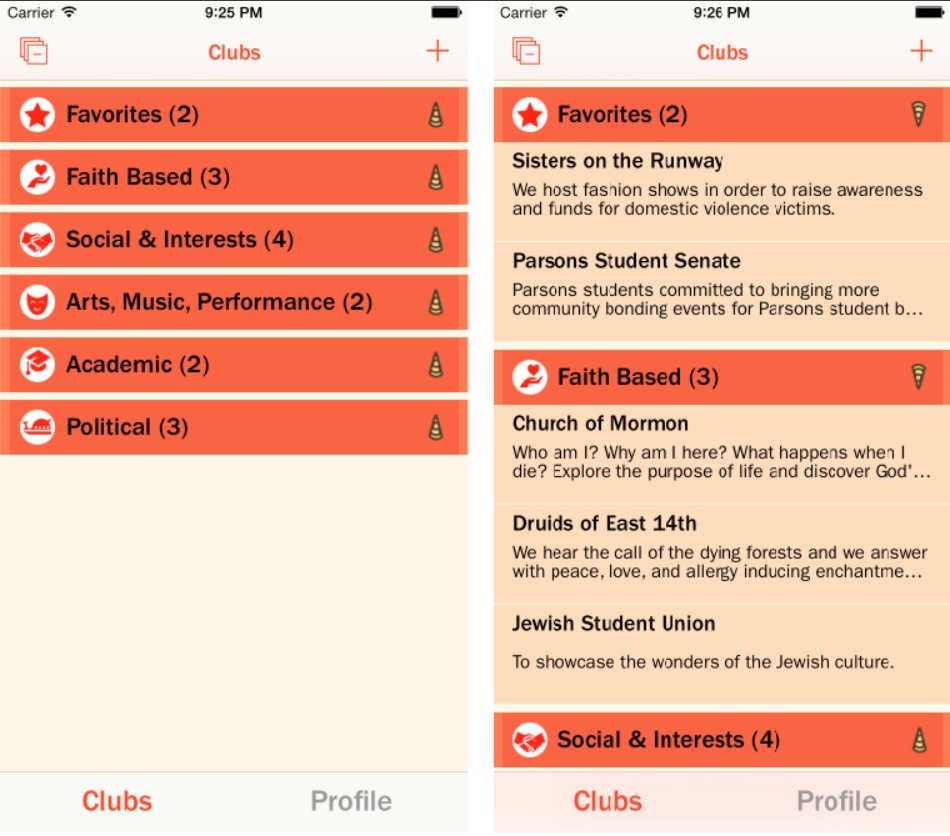 Carrier 9:25 PM
Clubs
Favorites (2)
Faith Based (3)
Social & Interests (4)
Arts, Music, Performance (2)
Academic (2)
Political (3)
Clubs Profile
Carrier 9:26 PM
Clubs
Favorites (2)
Sisters on the Runway
We host fashion shows in order to raise awareness
and funds for domestic violence victims.
Parsons Student Senate
Parsons students committed to bringing more
community bonding events for Parsons student b...
Faith Based (3)
Church of Mormon
Who am I? Why am I here? What happens when I
die? Explore the purpose of life and discover God'...
Druids of East 14th
We hear the call of the dying forests and we answer
with peace, love, and allergy inducing enchantme...
Jewish Student Union
To showcase the wonders of the Jewish culture.
Social & Interests (4)
Clubs Profile